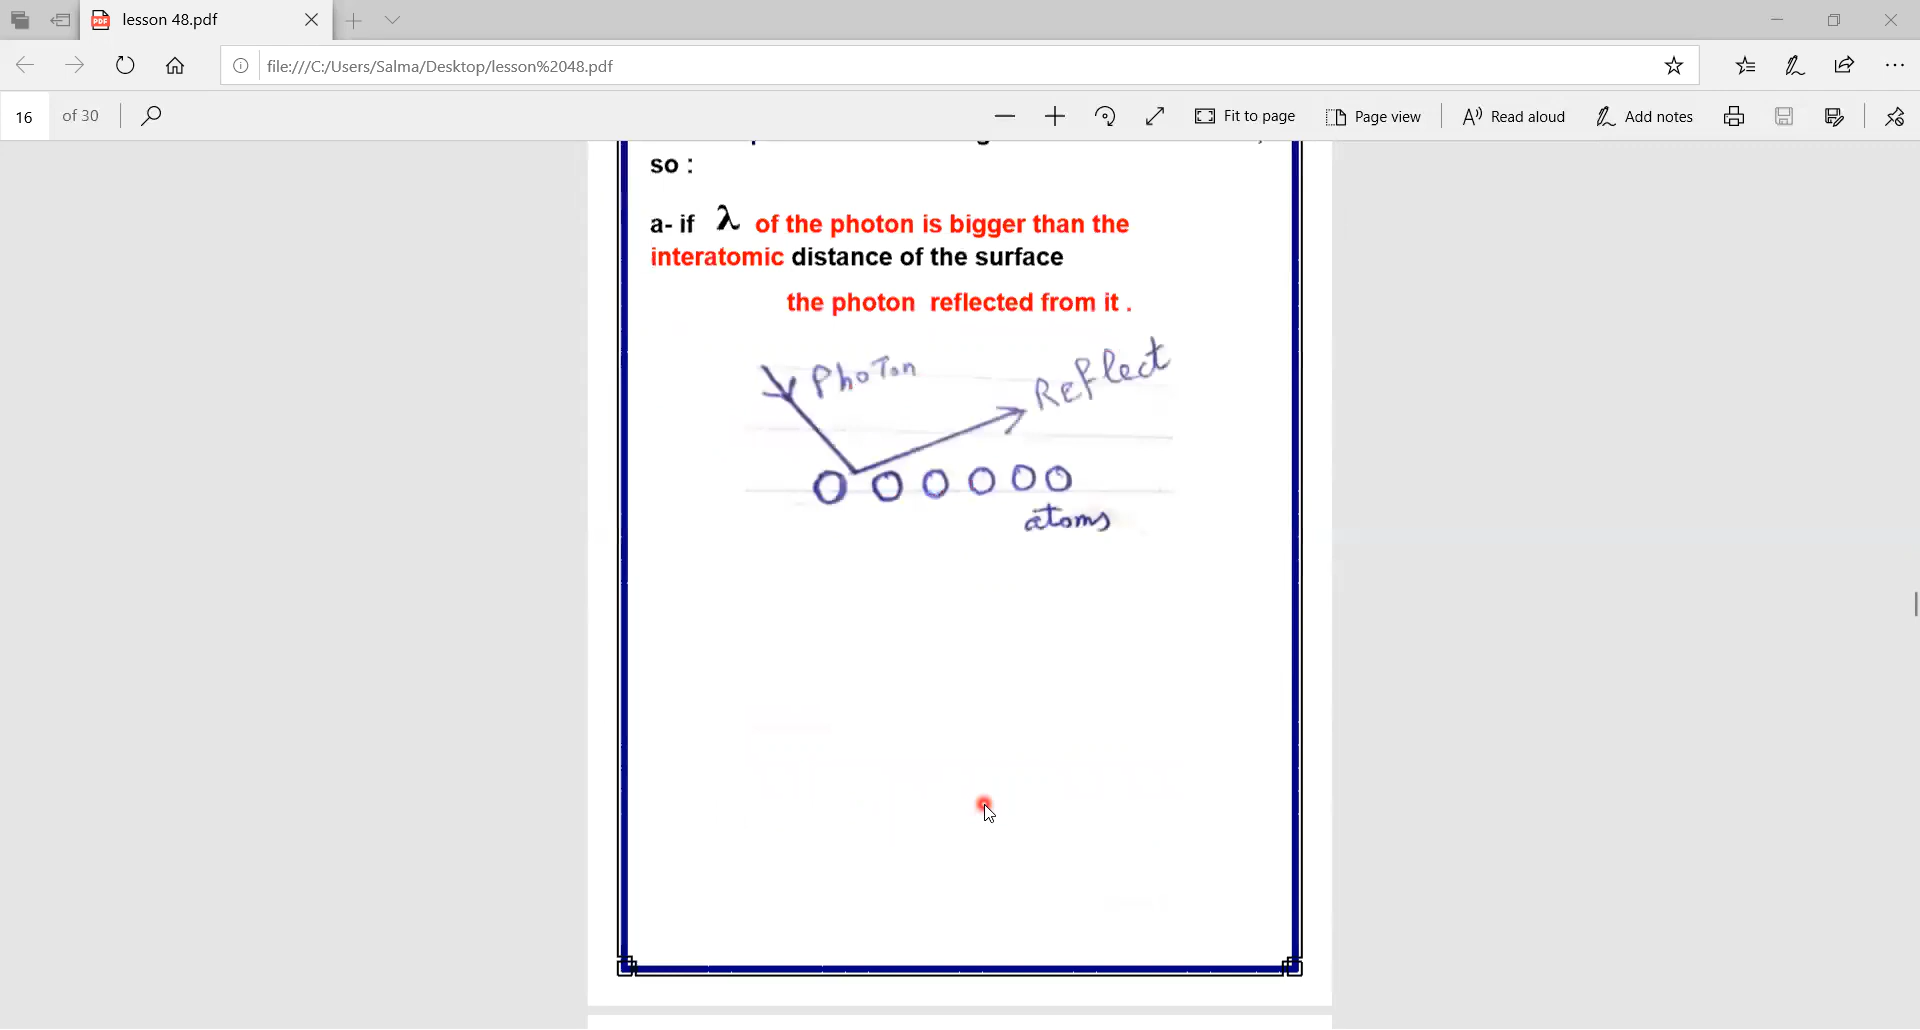 lesson 48.pdf
file:///C:/Users/Salma/Desktop/lesson%2048.pdf
16 of 30 Fit to page Page view Read aloud Add notes
so :
a- if λ of the photon is bigger than the
interatomic distance of the surface
the photon reflected from it .
Photon
Reflect
atoms